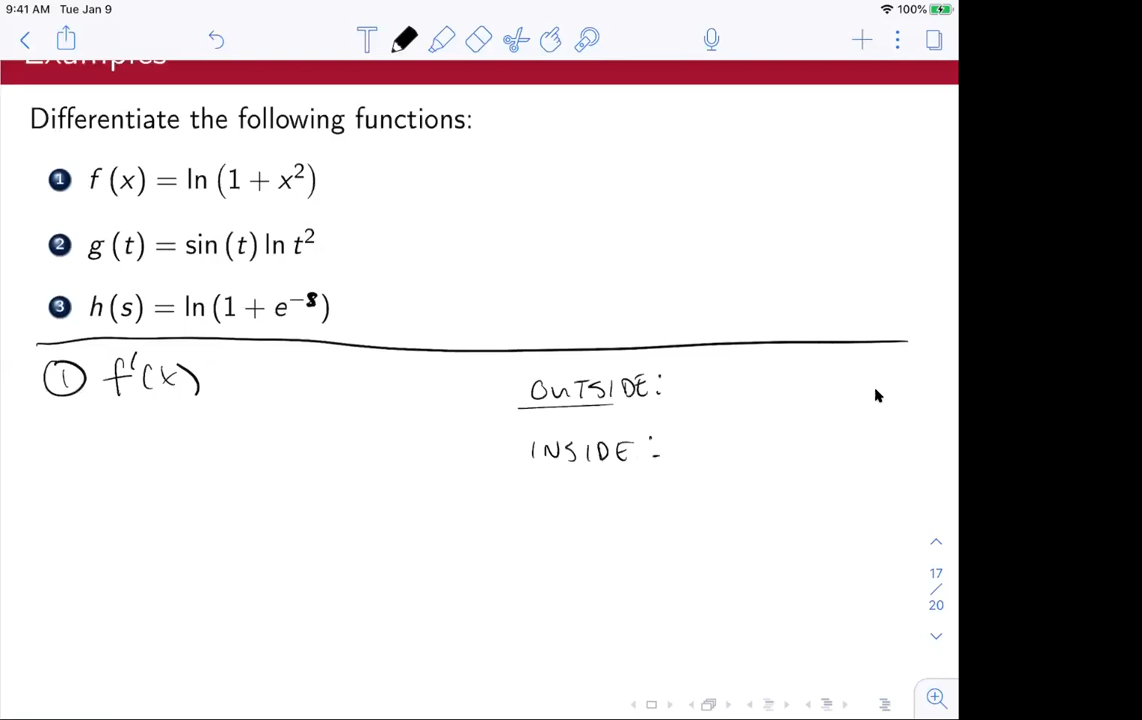 9:41 AM Tue Jan 9
100%
Examples
Differentiate the following functions:
1 f (x) = ln (1 + x²)
2 g (t) = sin (t) ln t²
3 h (s) = ln (1 + e⁻ˢ)
① f'(x)
OUTSIDE:
INSIDE:
17
/
20